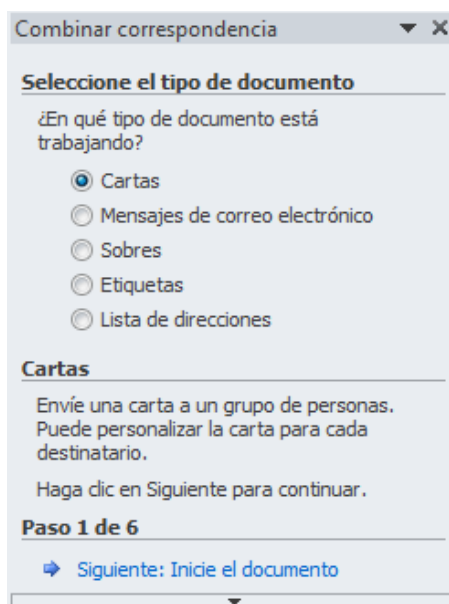 Combinar correspondencia
Seleccione el tipo de documento
¿En qué tipo de documento está
trabajando?
Cartas
Mensajes de correo electrónico
Sobres
Etiquetas
Lista de direcciones
Cartas
Envíe una carta a un grupo de personas.
Puede personalizar la carta para cada
destinatario.
Haga clic en Siguiente para continuar.
Paso 1 de 6
Siguiente: Inicie el documento